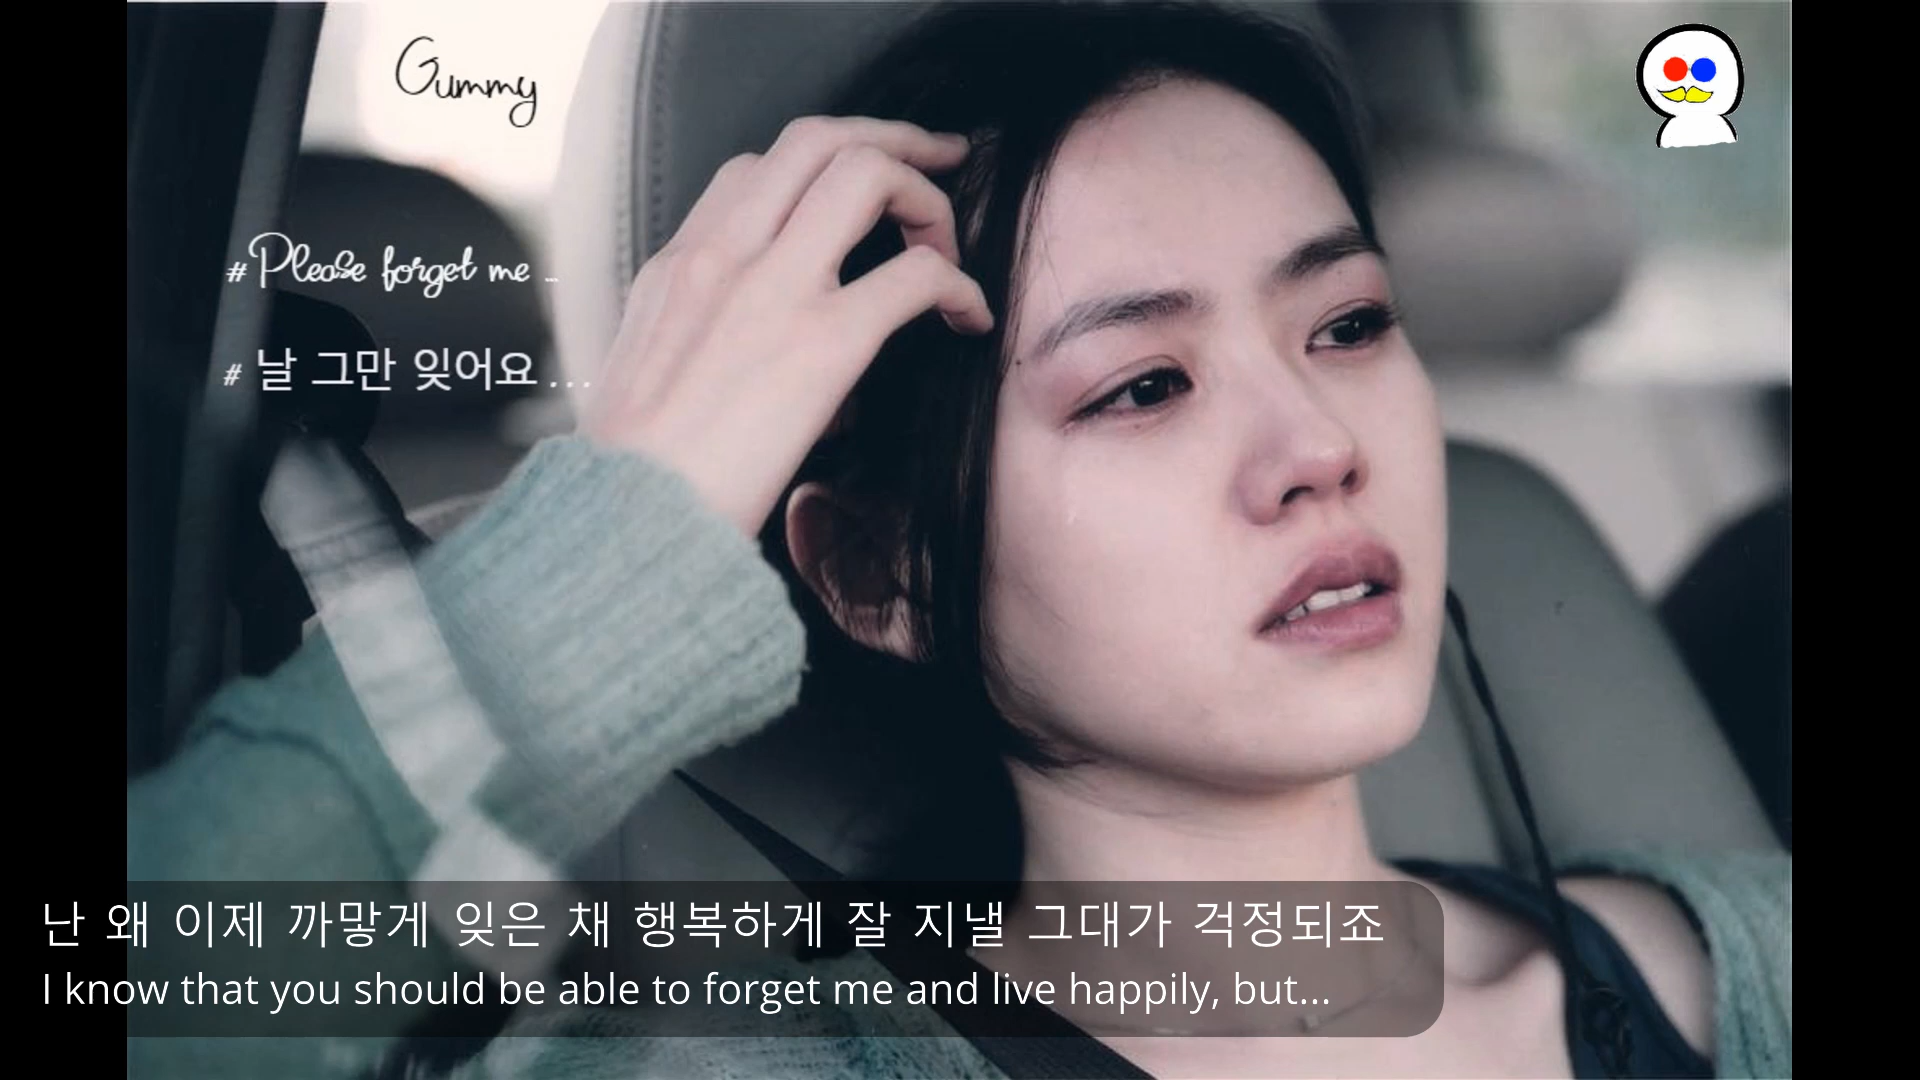 Gummy
#Please forget me ...
# 날 그만 잊어요 ...
난 왜 이제 까맣게 잊은 채 행복하게 잘 지낼 그대가 걱정되죠
I know that you should be able to forget me and live happily, but...